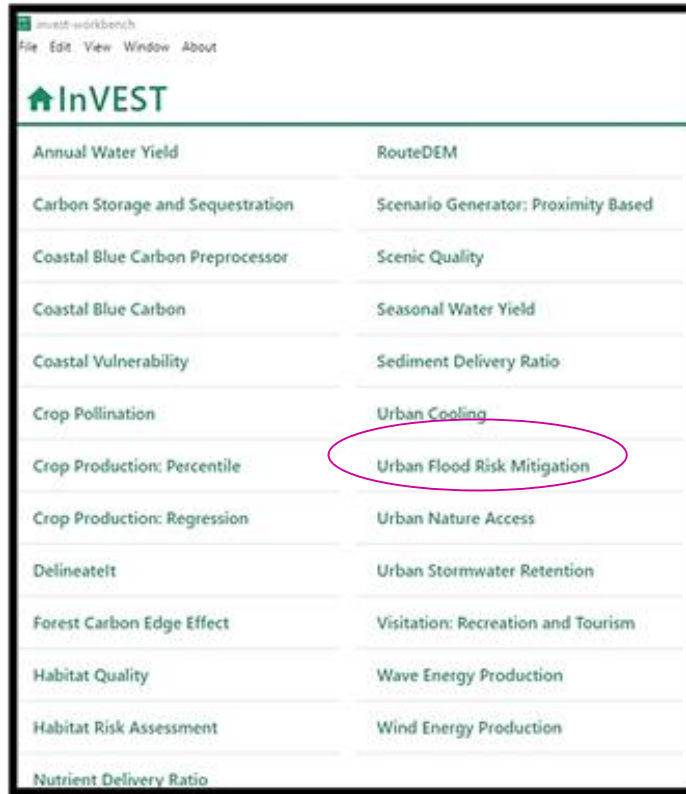 invest-workbench
File Edit View Window About
InVEST
Annual Water Yield
Carbon Storage and Sequestration
Coastal Blue Carbon Preprocessor
Coastal Blue Carbon
Coastal Vulnerability
Crop Pollination
Crop Production: Percentile
Crop Production: Regression
DelineateIt
Forest Carbon Edge Effect
Habitat Quality
Habitat Risk Assessment
Nutrient Delivery Ratio
RouteDEM
Scenario Generator: Proximity Based
Scenic Quality
Seasonal Water Yield
Sediment Delivery Ratio
Urban Cooling
Urban Flood Risk Mitigation
Urban Nature Access
Urban Stormwater Retention
Visitation: Recreation and Tourism
Wave Energy Production
Wind Energy Production